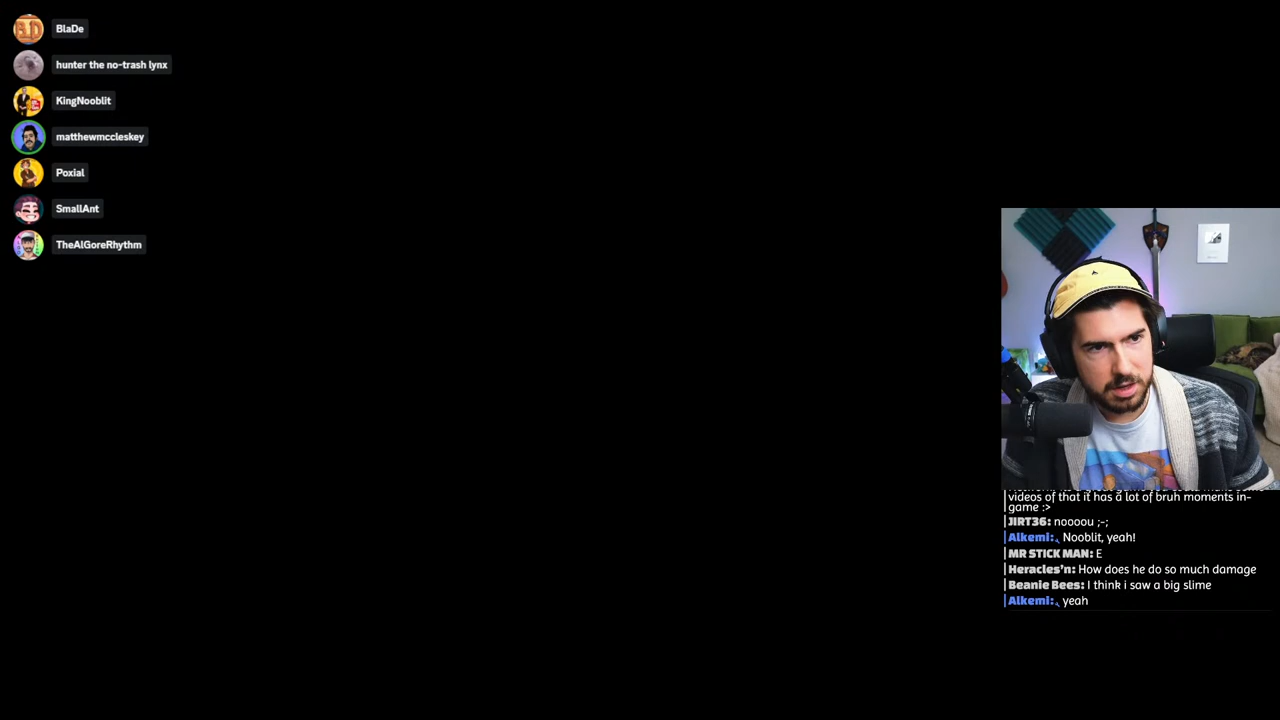 BlaDe
hunter the no-trash lynx
KingNooblit
matthewmccleskey
Poxial
SmallAnt
TheAlGoreRhythm
videos of that it has a lot of bruh moments in-
game :>
JIRT36: noooou ;-;
Alkemi: Nooblit, yeah!
MR STICK MAN: E
Heracles'n: How does he do so much damage
Beanie Bees: I think i saw a big slime
Alkemi: yeah